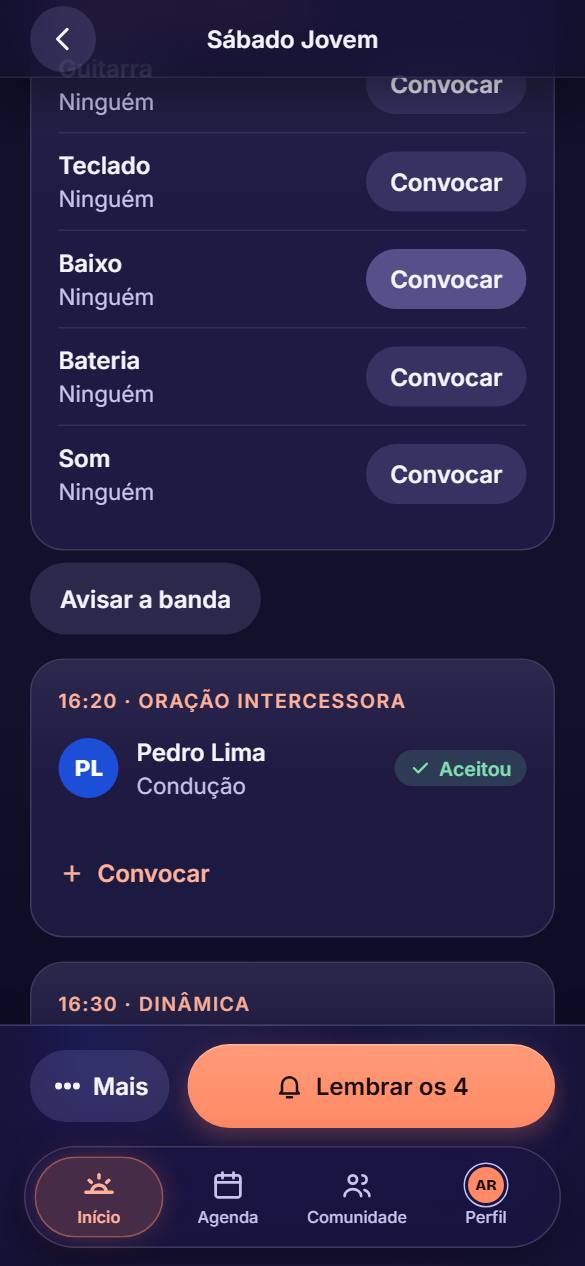 Sábado Jovem
Guitarra
Ninguém
Convocar
Teclado
Ninguém
Convocar
Baixo
Ninguém
Convocar
Bateria
Ninguém
Convocar
Som
Ninguém
Convocar
Avisar a banda
16:20 · ORAÇÃO INTERCESSORA
PL
Pedro Lima
Condução
Aceitou
+ Convocar
16:30 · DINÂMICA
Mais
Lembrar os 4
Início
Agenda
Comunidade
AR
Perfil